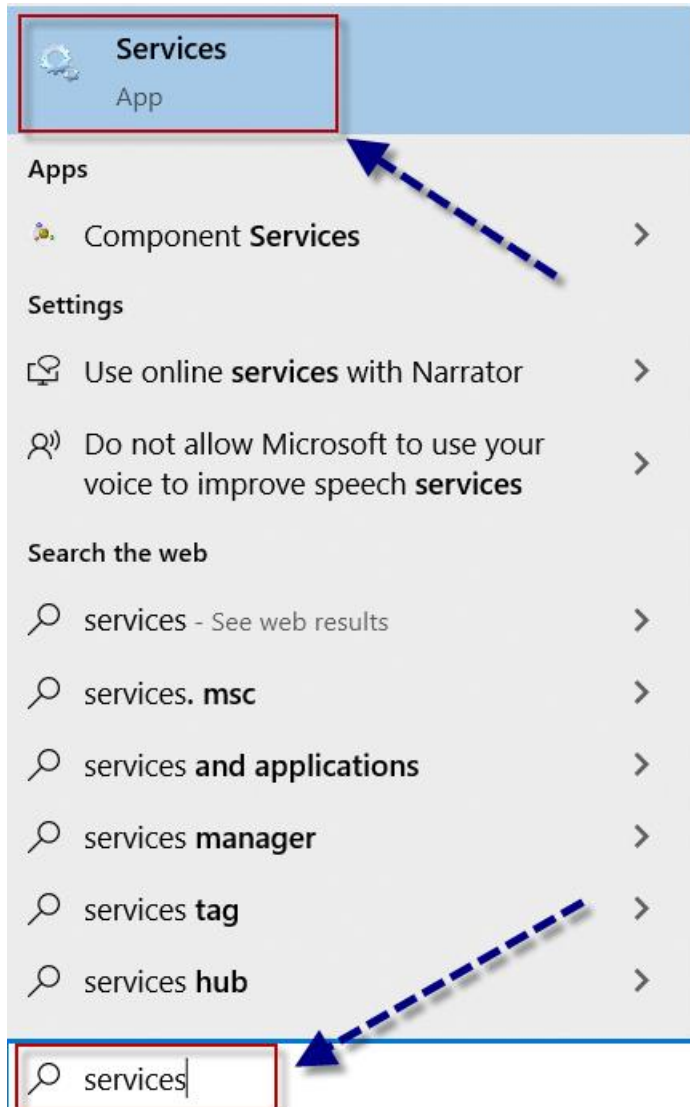 Services
App
Apps
Component Services
Settings
Use online services with Narrator
Do not allow Microsoft to use your
voice to improve speech services
Search the web
services - See web results
services. msc
services and applications
services manager
services tag
services hub
services